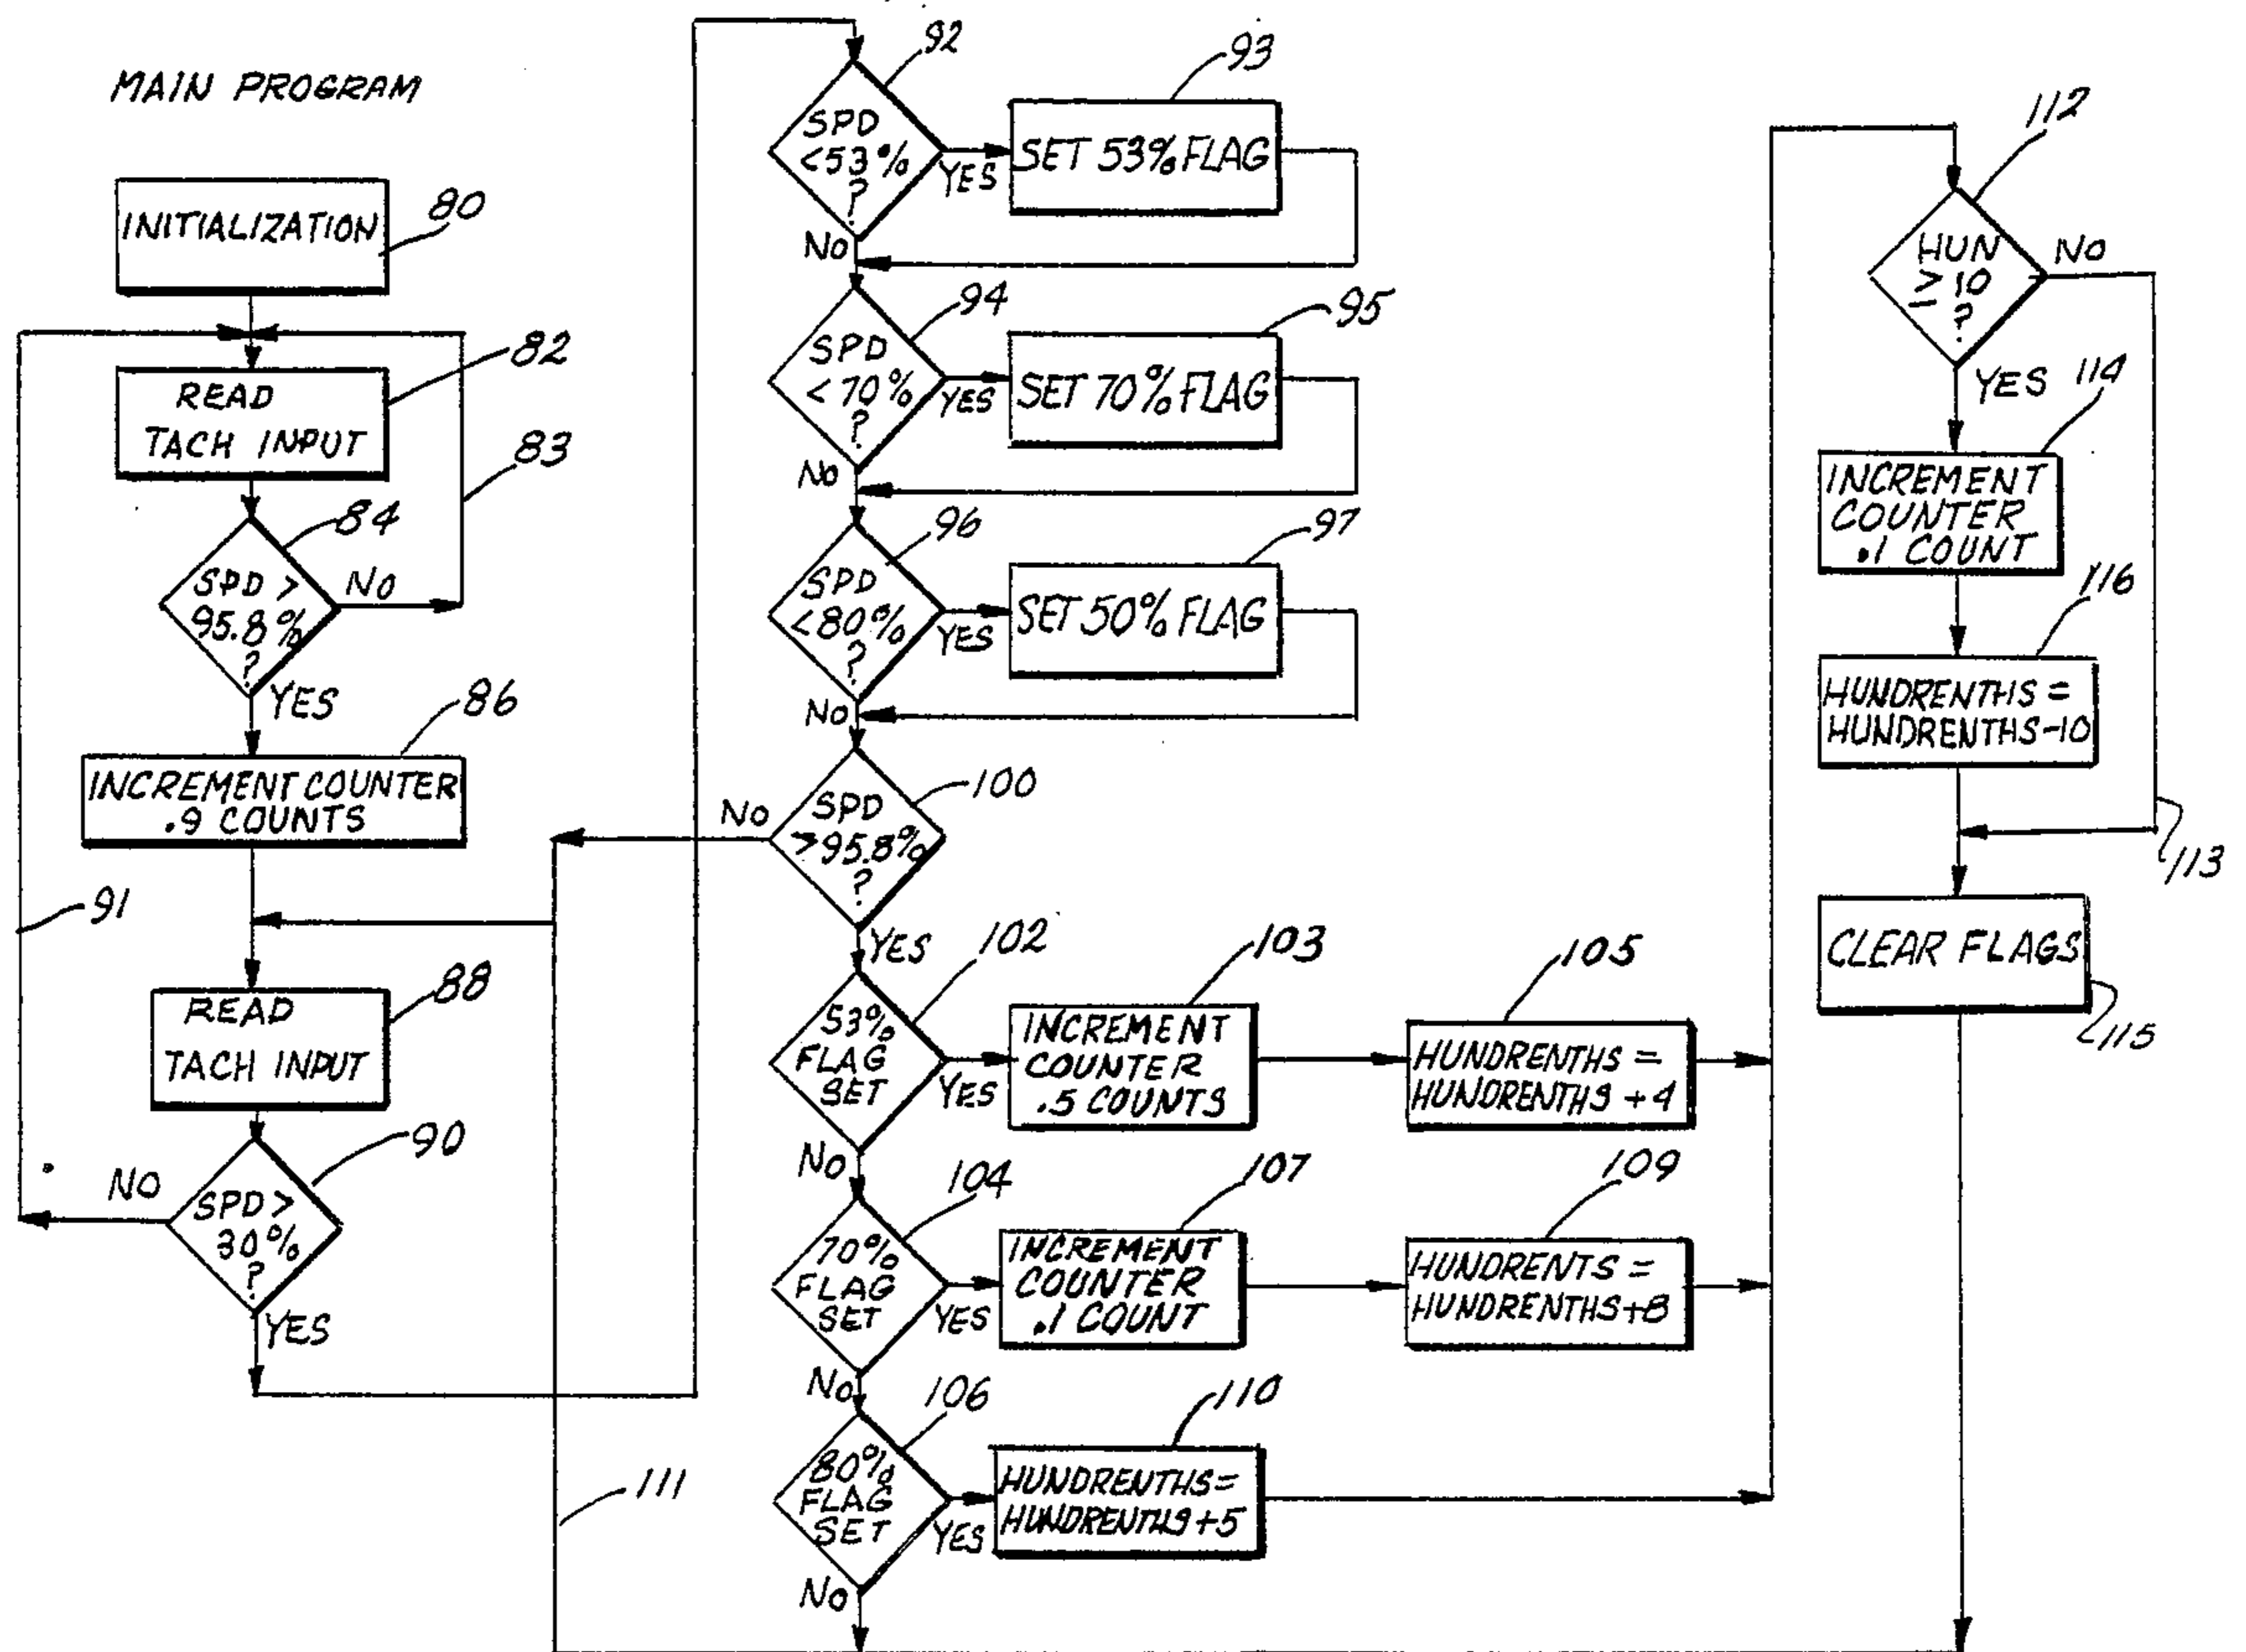 MAIN PROGRAM
INITIALIZATION
80
READ
TACH INPUT
82
83
SPD >
95.8%
?
84
NO
YES
INCREMENT COUNTER
.9 COUNTS
86
91
READ
TACH INPUT
88
SPD >
30%
?
90
NO
YES
SPD
<53%
?
92
YES
NO
SET 53% FLAG
93
SPD
<70%
?
94
YES
NO
SET 70% FLAG
95
SPD
<80%
?
96
YES
NO
SET 50% FLAG
97
SPD
>95.8%
?
100
NO
YES
53%
FLAG
SET
102
YES
NO
INCREMENT
COUNTER
.5 COUNTS
103
HUNDRENTHS =
HUNDRENTHS +4
105
70%
FLAG
SET
104
YES
NO
INCREMENT
COUNTER
.1 COUNT
107
HUNDRENTS =
HUNDRENTHS+8
109
80%
FLAG
SET
106
YES
NO
HUNDRENTHS=
HUNDRENTHS+5
110
111
HUN
≥10
?
112
NO
YES
INCREMENT
COUNTER
.1 COUNT
114
HUNDRENTHS =
HUNDRENTHS-10
116
113
CLEAR FLAGS
115